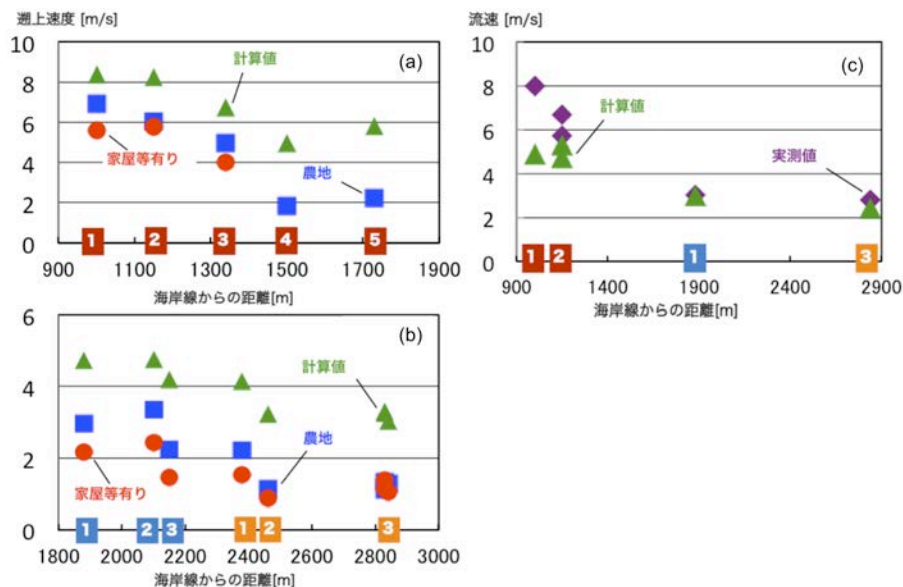 遡上速度 [m/s]
10
8
6
4
2
0
(a)
計算値
家屋等有り
農地
1 2 3 4 5
900 1100 1300 1500 1700 1900
海岸線からの距離[m]
6
4
2
0
(b)
計算値
農地
家屋等有り
1 2 3 1 2 3
1800 2000 2200 2400 2600 2800 3000
海岸線からの距離[m]
流速 [m/s]
10
8
6
4
2
0
(c)
計算値
実測値
1 2 1 3
900 1400 1900 2400 2900
海岸線からの距離[m]